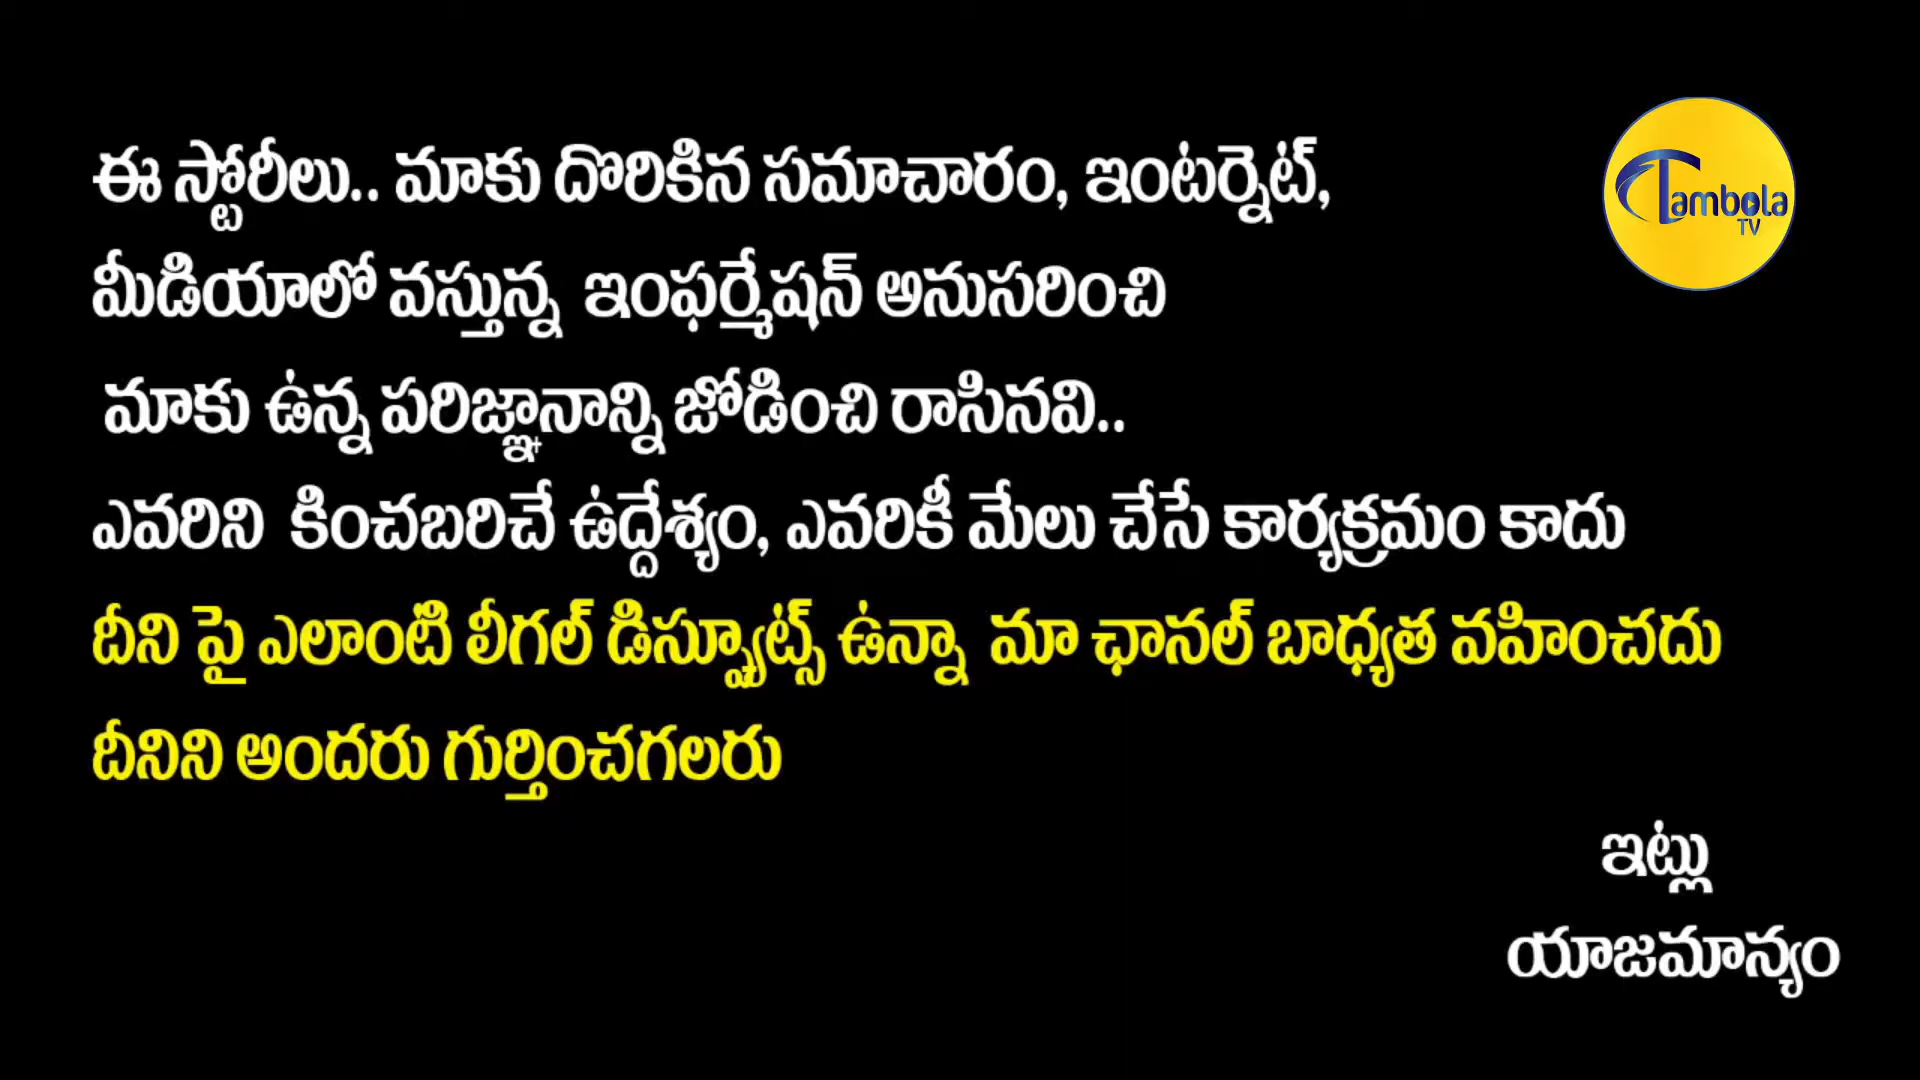 ఈ స్టోరీలు.. మాకు దొరికిన సమాచారం, ఇంటర్నెట్,
Tambola
TV
మీడియాలో వస్తున్న ఇంఫర్మేషన్ అనుసరించి
మాకు ఉన్న పరిజ్ఞానాన్ని జోడించి రాసినవి..
ఎవరిని కించబరిచే ఉద్దేశ్యం, ఎవరికీ మేలు చేసే కార్యక్రమం కాదు
దీని పై ఎలాంటి లీగల్ డిస్ప్యూట్స్ ఉన్నా మా ఛానల్ బాధ్యత వహించదు
దీనిని అందరు గుర్తించగలరు
ఇట్లు
యాజమాన్యం